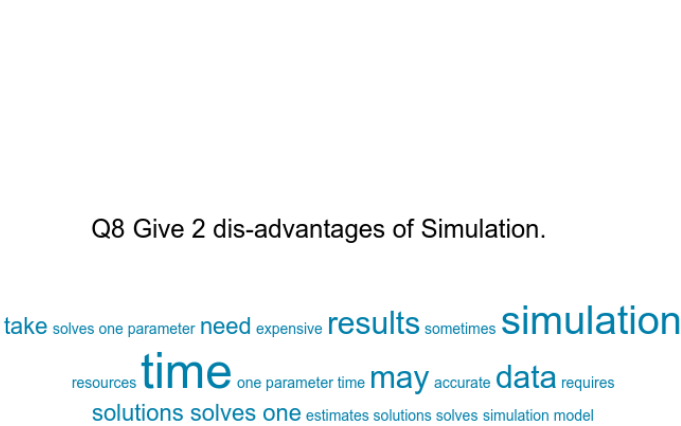 Q8 Give 2 dis-advantages of Simulation.
take solves one parameter need expensive results sometimes simulation
resources time one parameter time may accurate data requires
solutions solves one estimates solutions solves simulation model